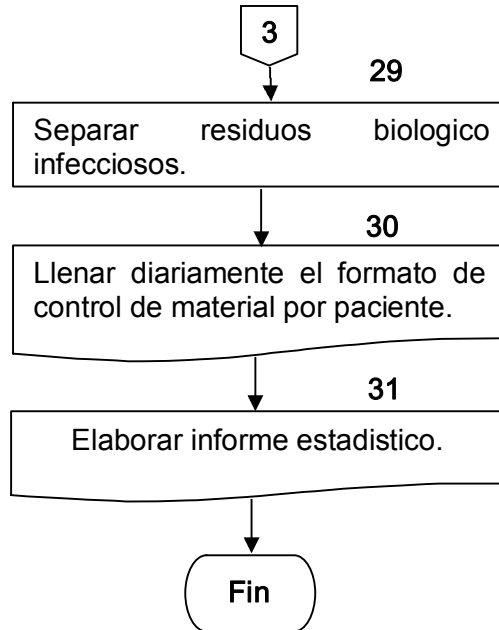 3
29
Separar residuos biologico
infecciosos.
30
Llenar diariamente el formato de
control de material por paciente.
31
Elaborar informe estadistico.
Fin